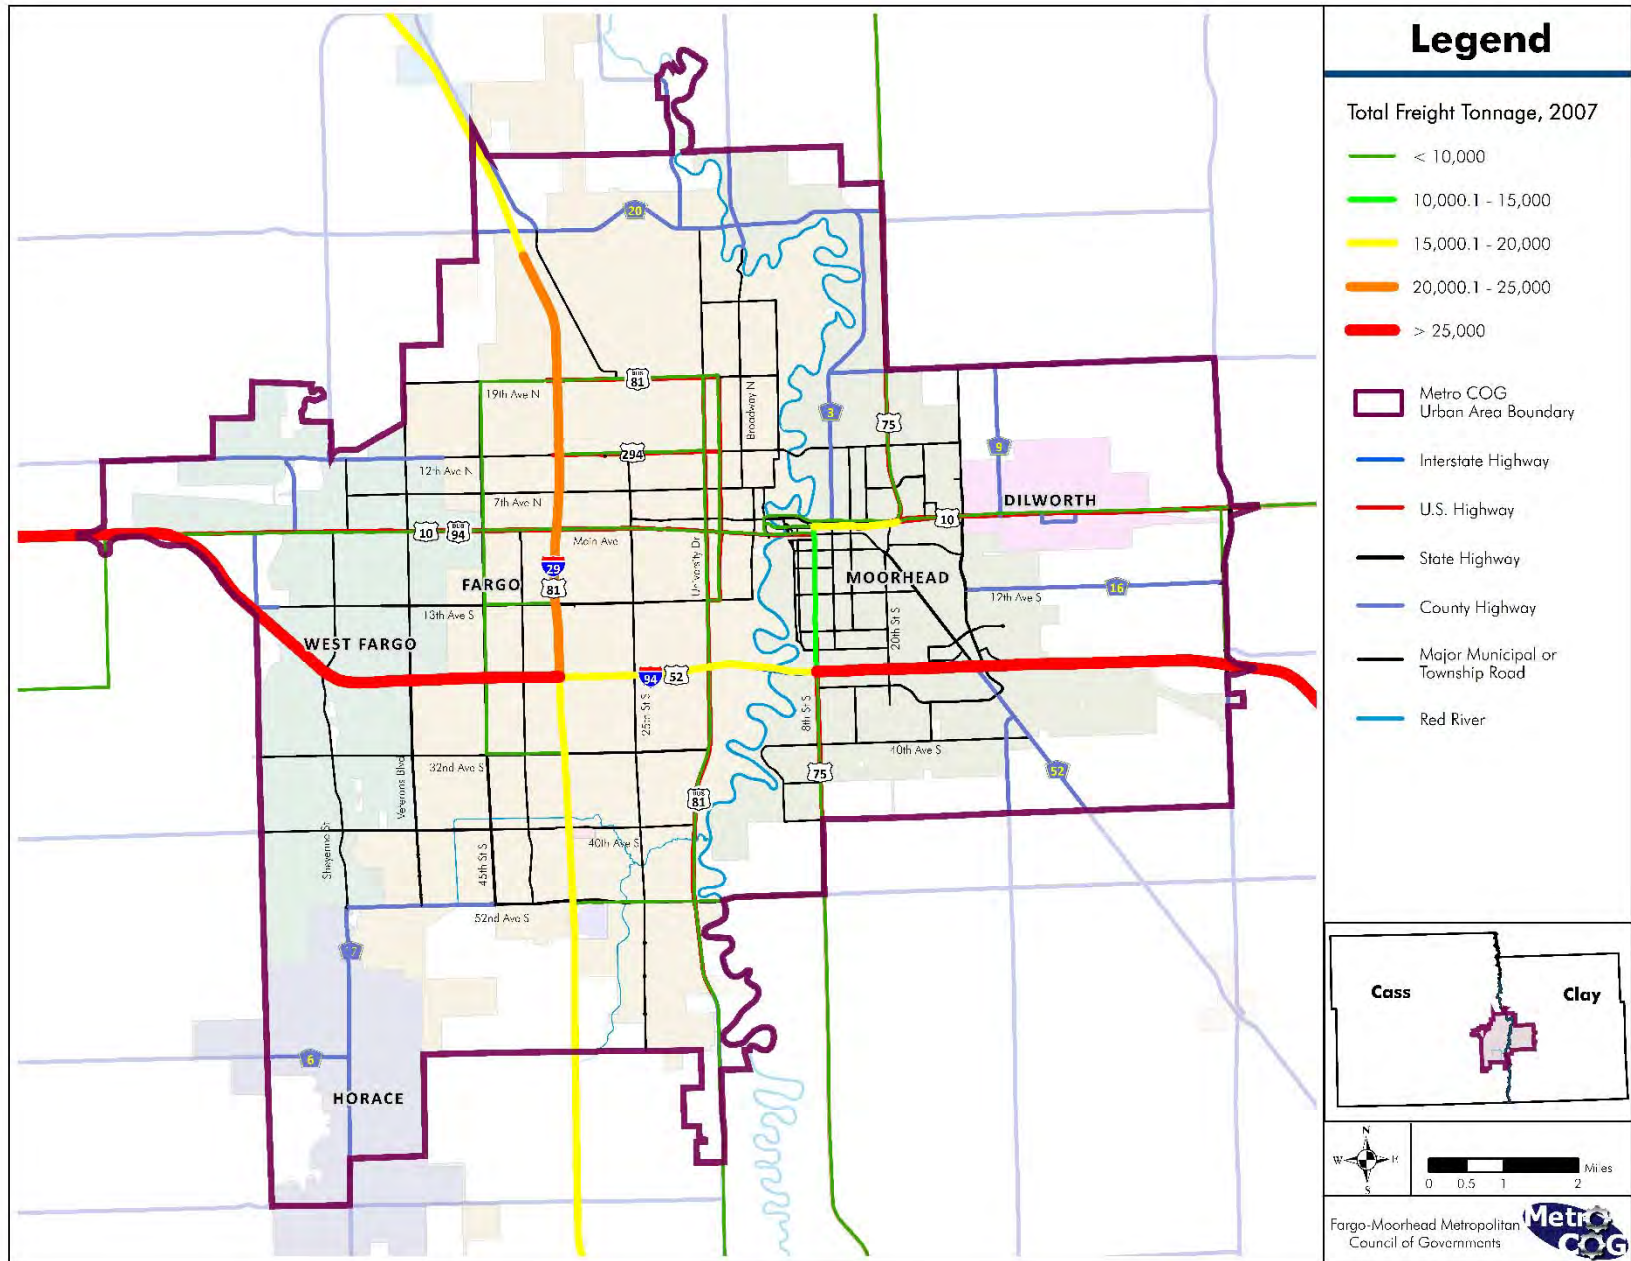 Legend
Total Freight Tonnage, 2007
< 10,000
10,000.1 - 15,000
15,000.1 - 20,000
20,000.1 - 25,000
> 25,000
Metro COG
Urban Area Boundary
Interstate Highway
U.S. Highway
State Highway
County Highway
Major Municipal or
Township Road
Red River
20
BUS
81
19th Ave N
Broadway N
3
75
294
9
12th Ave N
7th Ave N
DILWORTH
10
BUS
94
10
Main Ave
University Dr
29
81
FARGO
MOORHEAD
16
12th Ave S
13th Ave S
20th St S
WEST FARGO
94
52
25th St S
8th St S
40th Ave S
32nd Ave S
52
75
Veterans Blvd
BUS
81
Sheyenne St
45th St S
40th Ave S
52nd Ave S
17
6
HORACE
Cass
Clay
N
W
E
S
Miles
0 0.5 1 2
Fargo-Moorhead Metropolitan
Council of Governments
Metro
COG